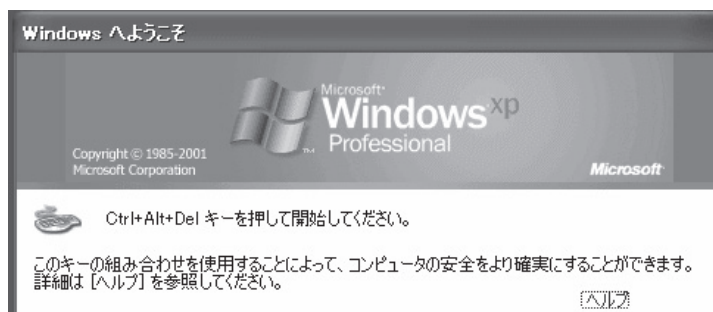 Windows へようこそ
Microsoft
Windows xp
Professional
Copyright © 1985-2001
Microsoft Corporation
Microsoft
Ctrl+Alt+Del キーを押して開始してください。
このキーの組み合わせを使用することによって、コンピュータの安全をより確実にすることができます。
詳細は [ヘルプ] を参照してください。
ヘルプ